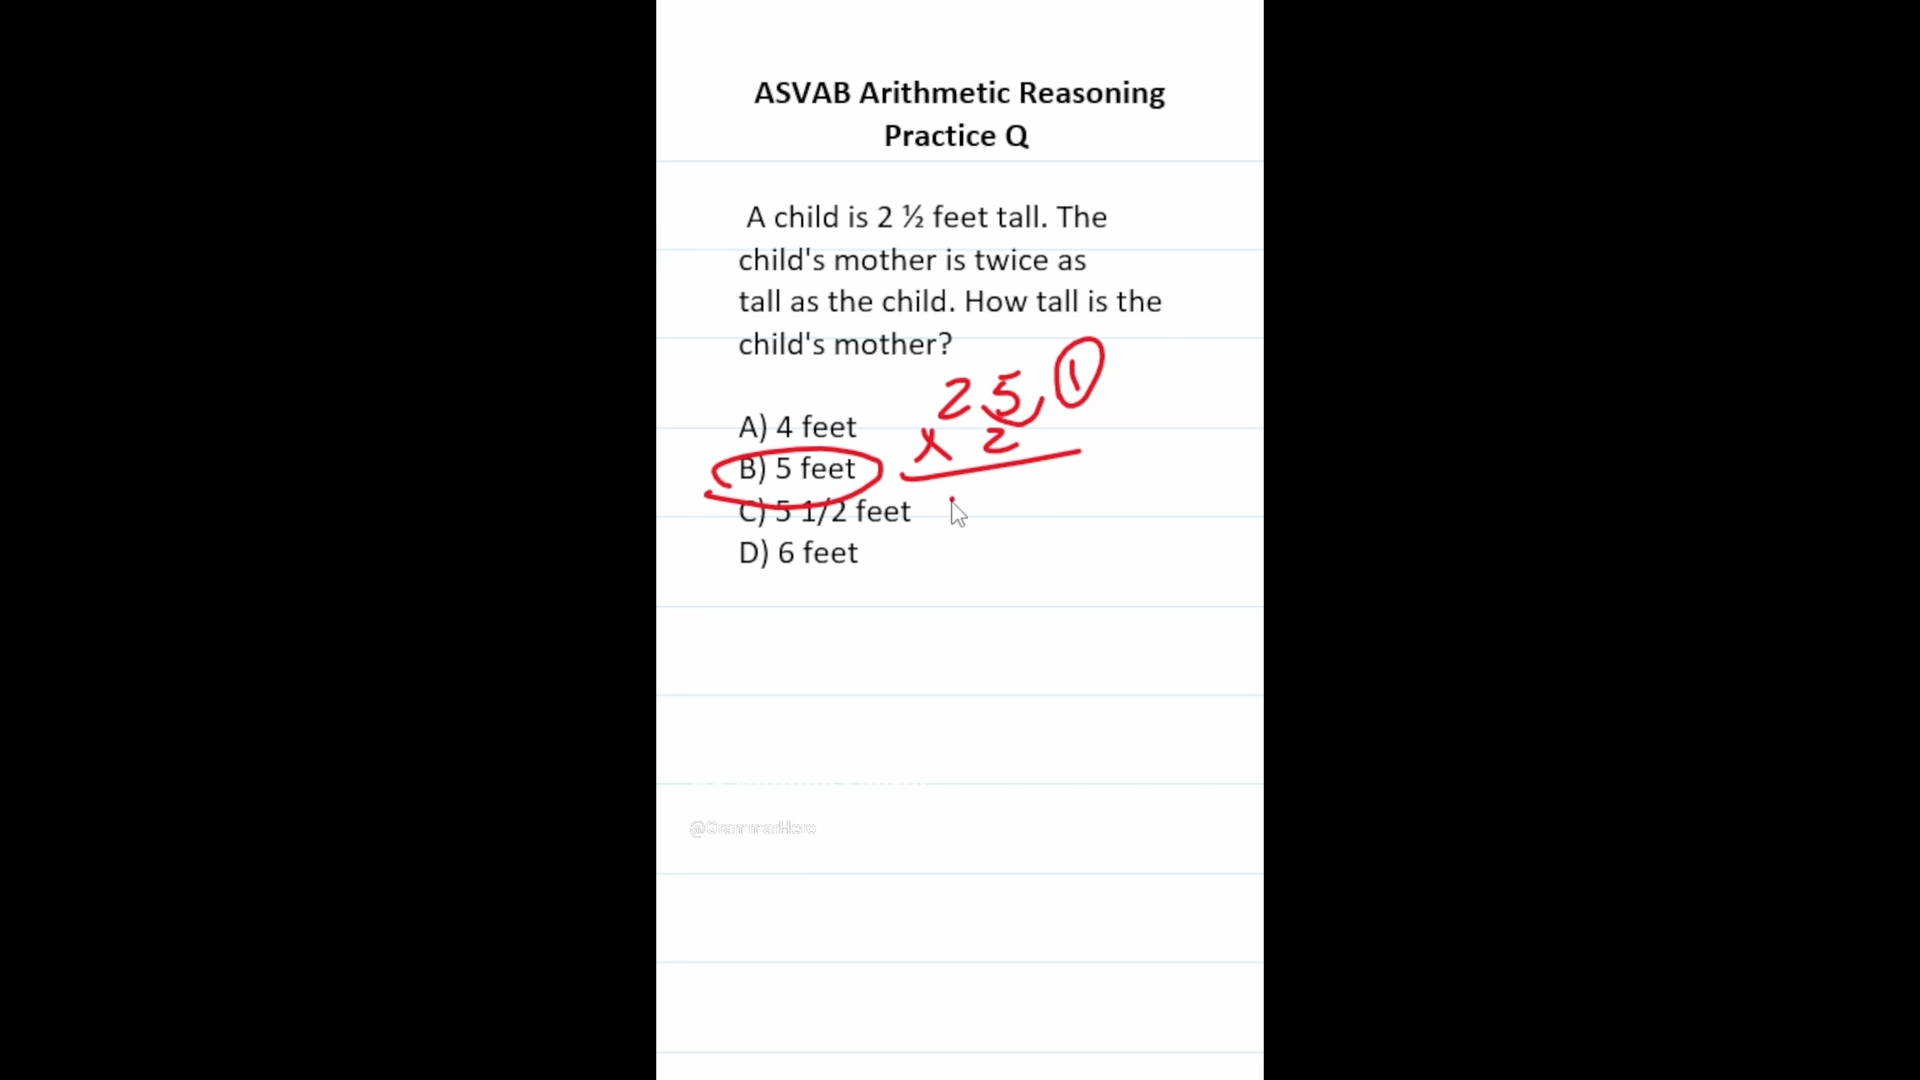 ASVAB Arithmetic Reasoning
Practice Q
A child is 2 ½ feet tall. The
child's mother is twice as
tall as the child. How tall is the
child's mother?
2 5 1
x 2
A) 4 feet
B) 5 feet
C) 5 1/2 feet
D) 6 feet
@GrammarHero